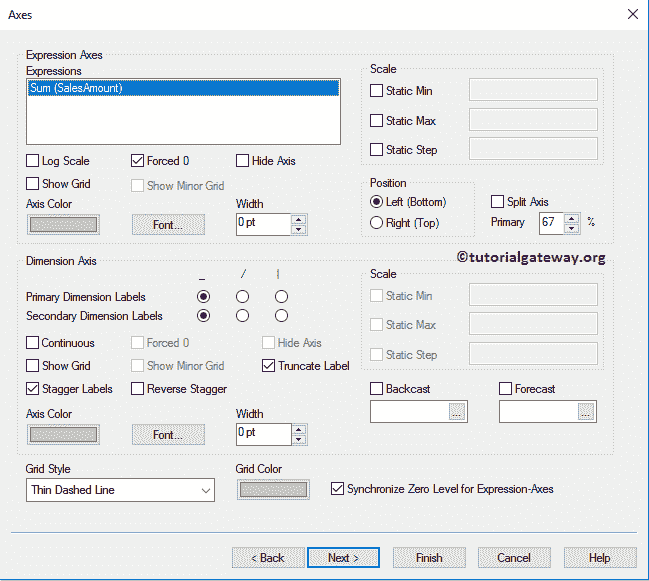 Axes
Expression Axes
Expressions
Sum (SalesAmount)
Scale
Static Min
Static Max
Static Step
Log Scale
Forced 0
Hide Axis
Show Grid
Show Minor Grid
Axis Color
Font...
Width
0 pt
Position
Left (Bottom)
Right (Top)
Split Axis
Primary 67 %
©tutorialgateway.org
Dimension Axis
_ / |
Primary Dimension Labels
Secondary Dimension Labels
Scale
Static Min
Static Max
Static Step
Continuous
Forced 0
Hide Axis
Show Grid
Show Minor Grid
Truncate Label
Stagger Labels
Reverse Stagger
Backcast
...
Forecast
...
Axis Color
Font...
Width
0 pt
Grid Style
Thin Dashed Line
Grid Color
Synchronize Zero Level for Expression-Axes
< Back
Next >
Finish
Cancel
Help